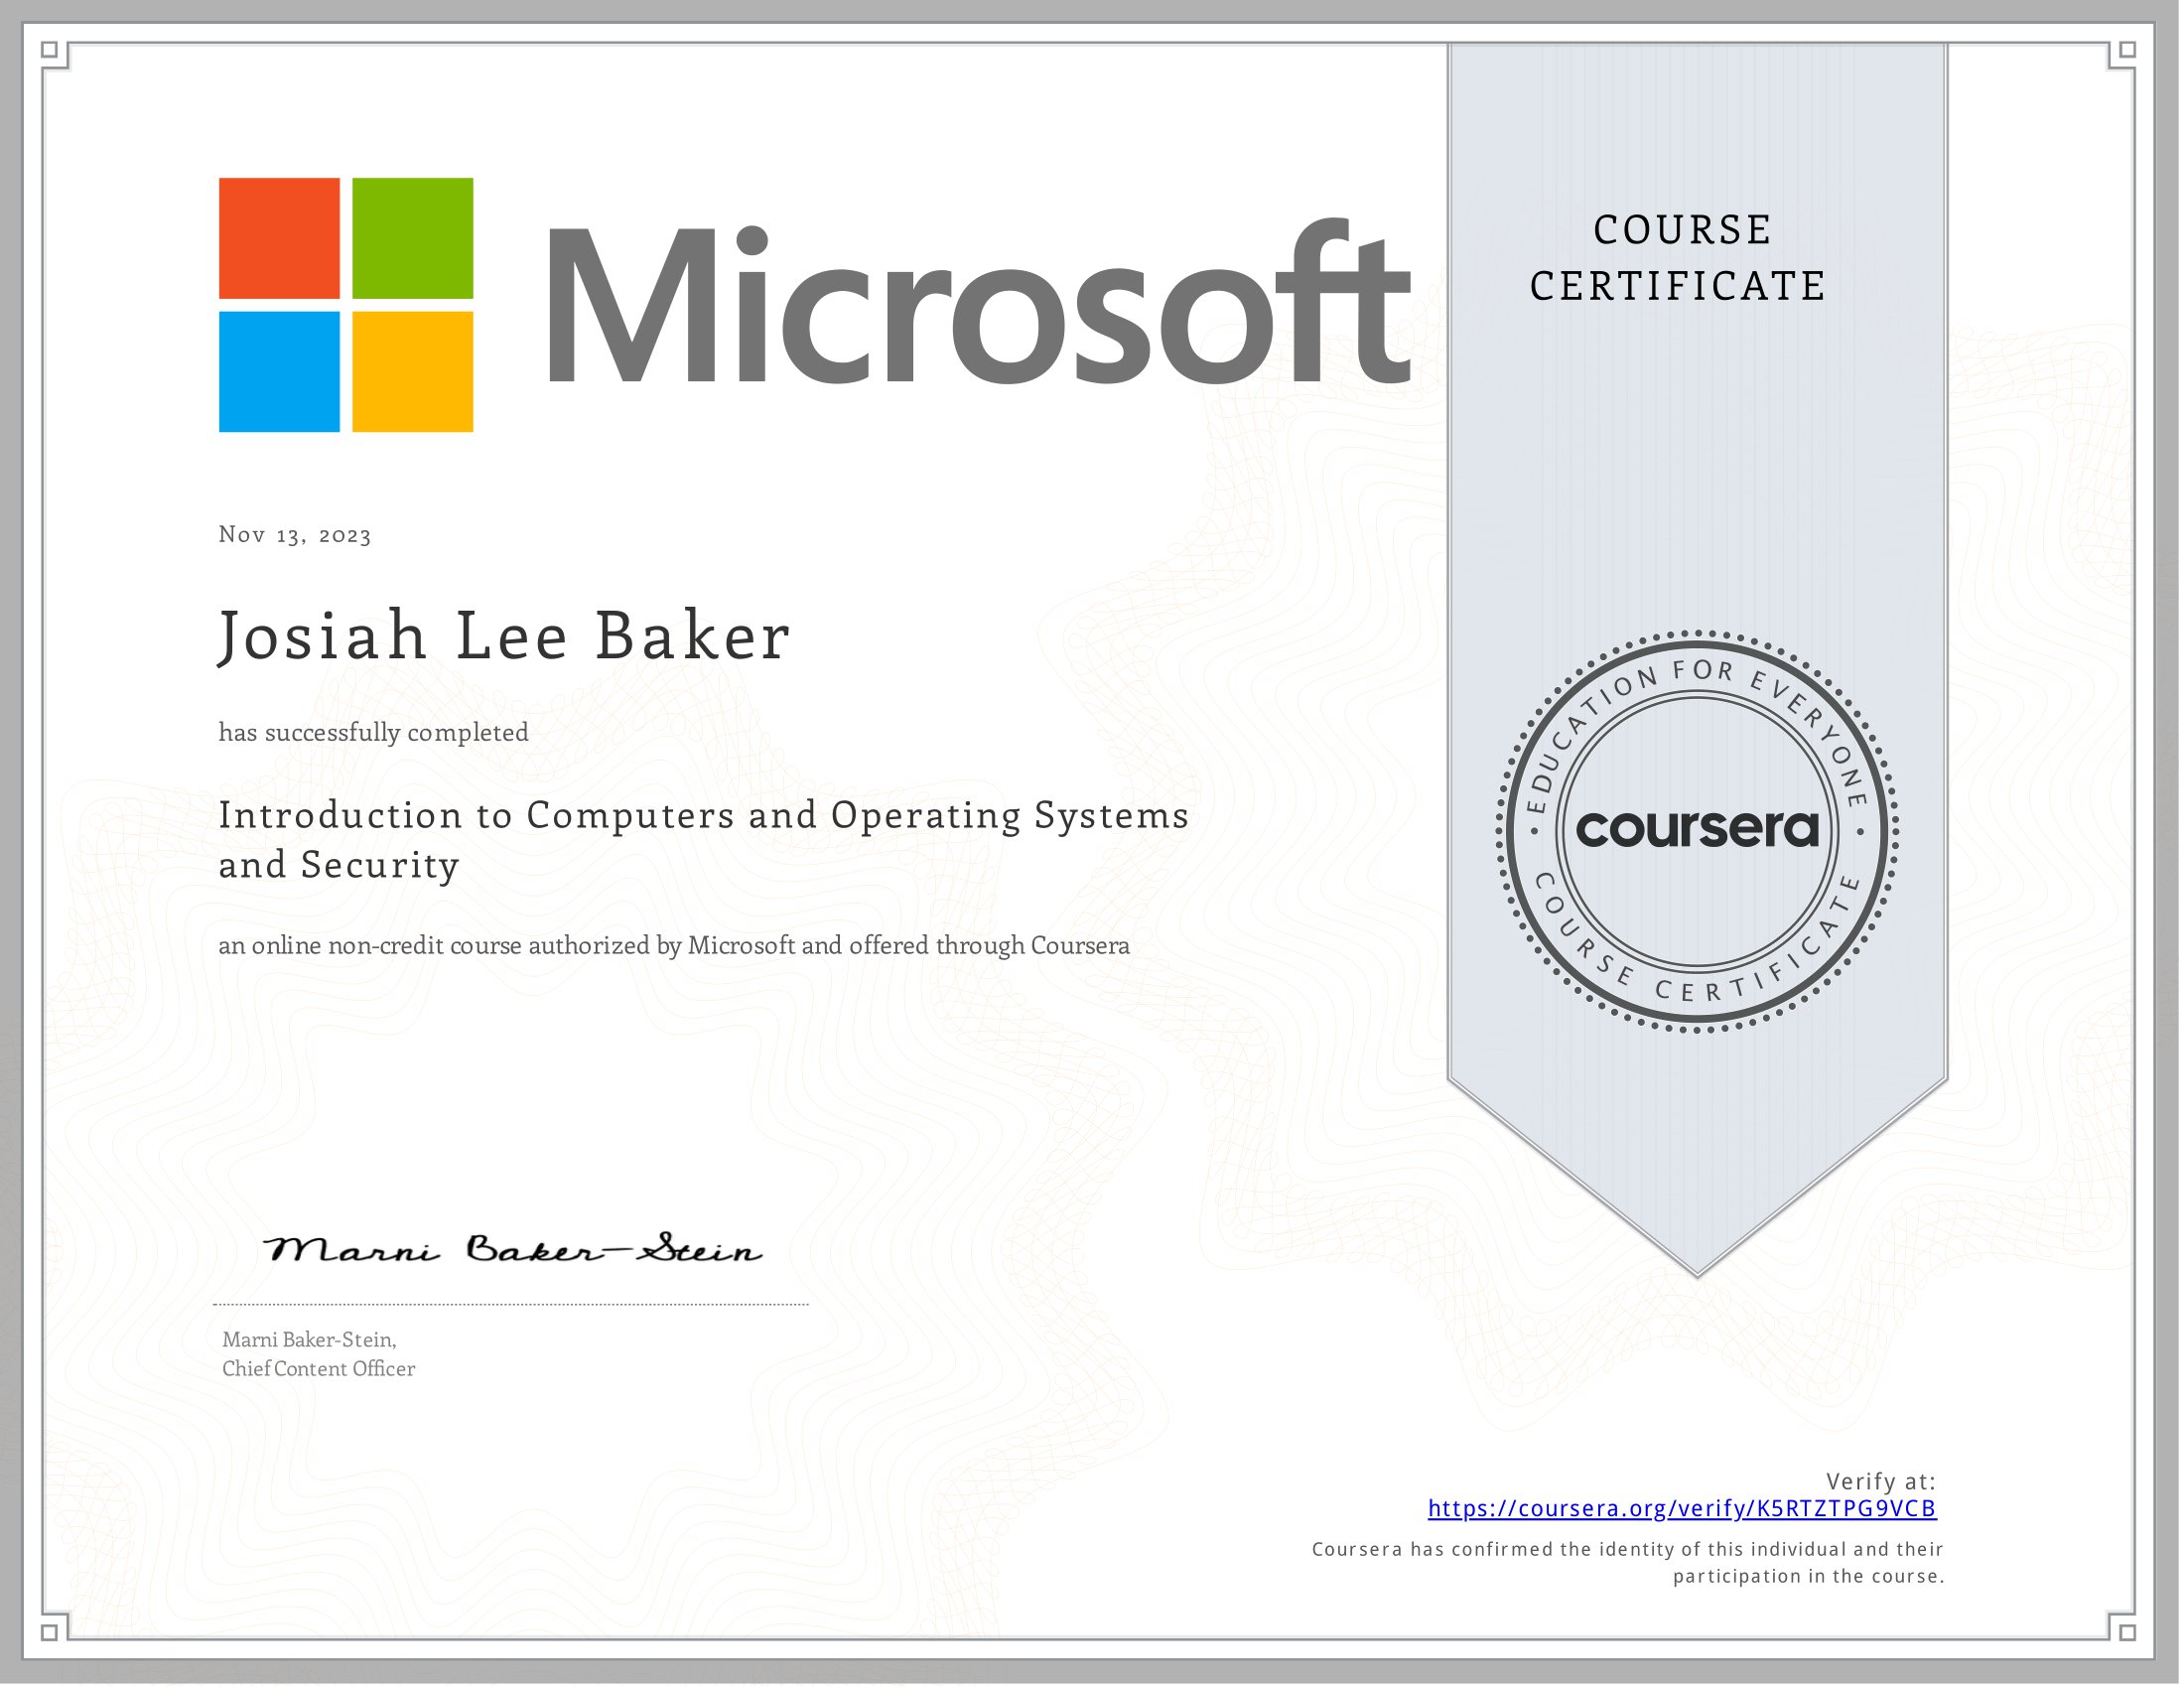 Microsoft
COURSE
CERTIFICATE
Nov 13, 2023
Josiah Lee Baker
has successfully completed
Introduction to Computers and Operating Systems
and Security
an online non-credit course authorized by Microsoft and offered through Coursera
EDUCATION FOR EVERYONE
coursera
COURSE CERTIFICATE
Marni Baker-Stein
Marni Baker-Stein,
Chief Content Officer
Verify at:
https://coursera.org/verify/K5RTZTPG9VCB
Coursera has confirmed the identity of this individual and their
participation in the course.